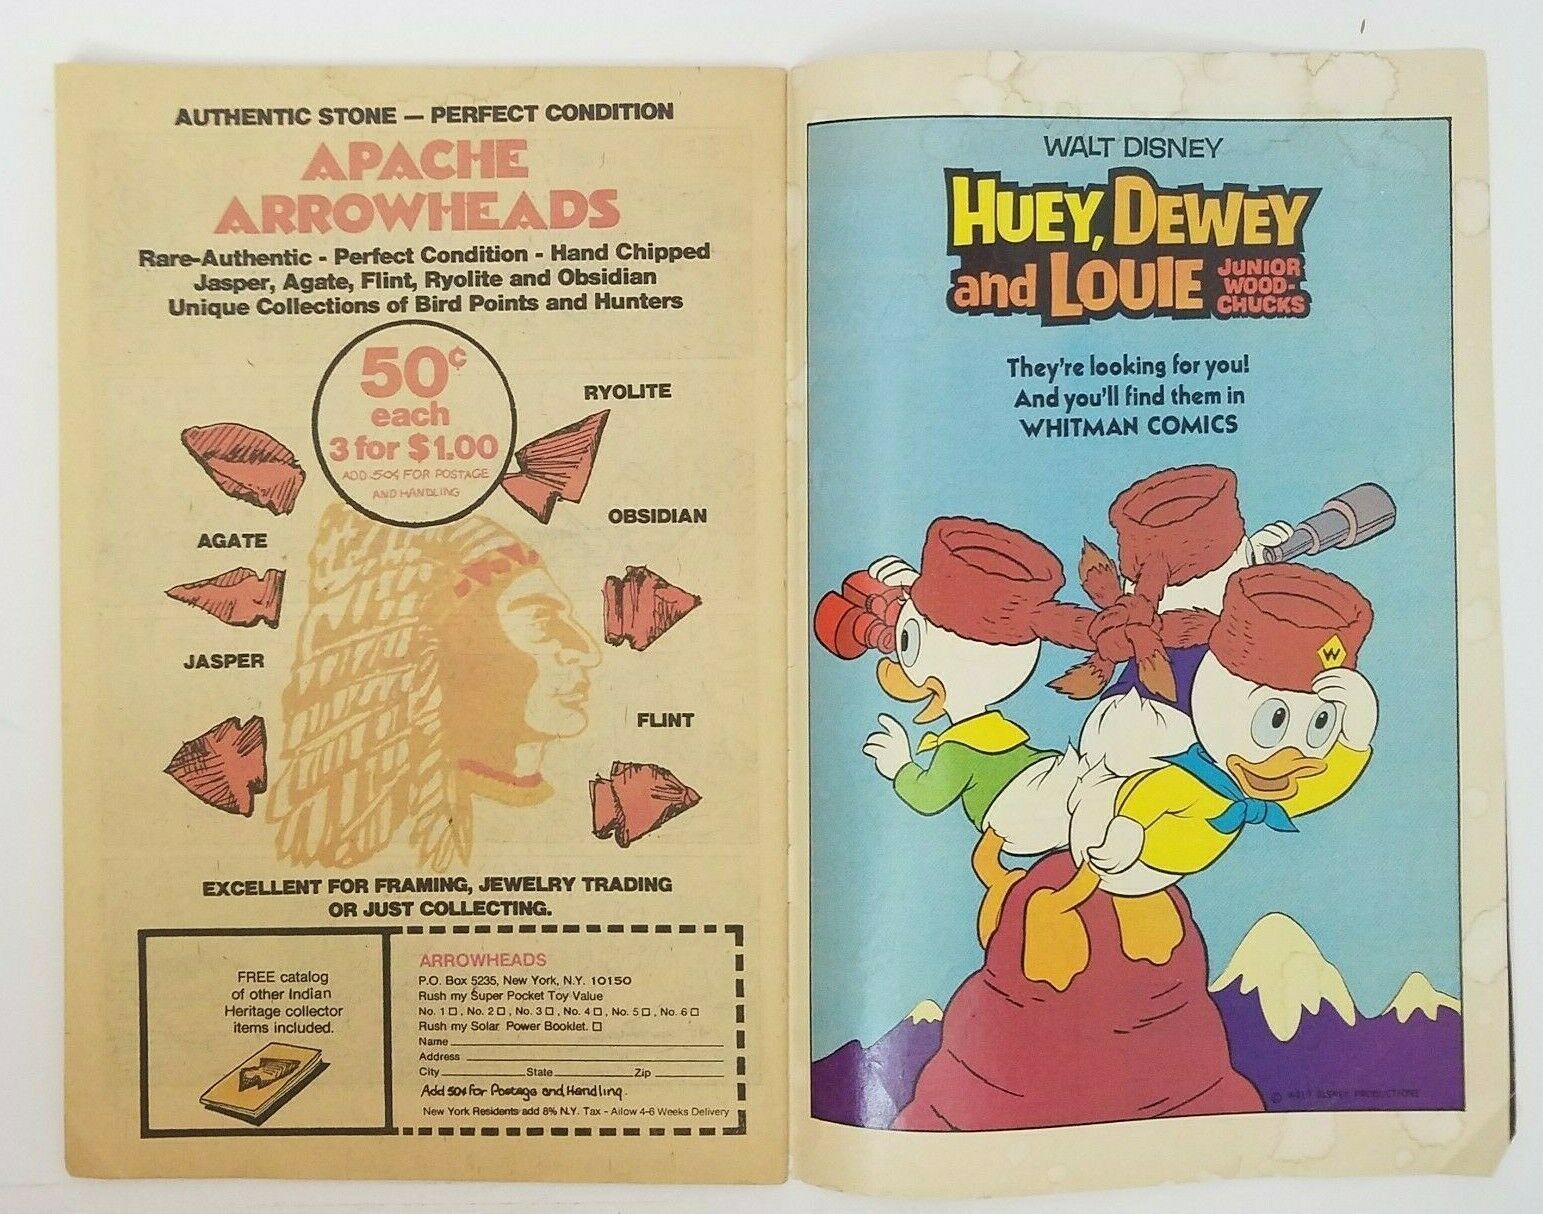 AUTHENTIC STONE — PERFECT CONDITION
APACHE
ARROWHEADS
Rare-Authentic - Perfect Condition - Hand Chipped
Jasper, Agate, Flint, Ryolite and Obsidian
Unique Collections of Bird Points and Hunters
50¢
each
3 for $1.00
ADD 50¢ FOR POSTAGE
AND HANDLING
RYOLITE
OBSIDIAN
AGATE
JASPER
FLINT
EXCELLENT FOR FRAMING, JEWELRY TRADING
OR JUST COLLECTING.
FREE catalog
of other Indian
Heritage collector
items included.
ARROWHEADS
P.O. Box 5235, New York, N.Y. 10150
Rush my Super Pocket Toy Value
No. 1 □, No. 2 □, No. 3 □, No. 4 □, No. 5 □, No. 6 □
Rush my Solar Power Booklet. □
Name
Address
City State Zip
Add 50¢ for Postage and Handling.
New York Residents add 8% N.Y. Tax - Allow 4-6 Weeks Delivery
WALT DISNEY
HUEY, DEWEY
and LOUIE JUNIOR
WOOD-
CHUCKS
They're looking for you!
And you'll find them in
WHITMAN COMICS
W
© WALT DISNEY PRODUCTIONS